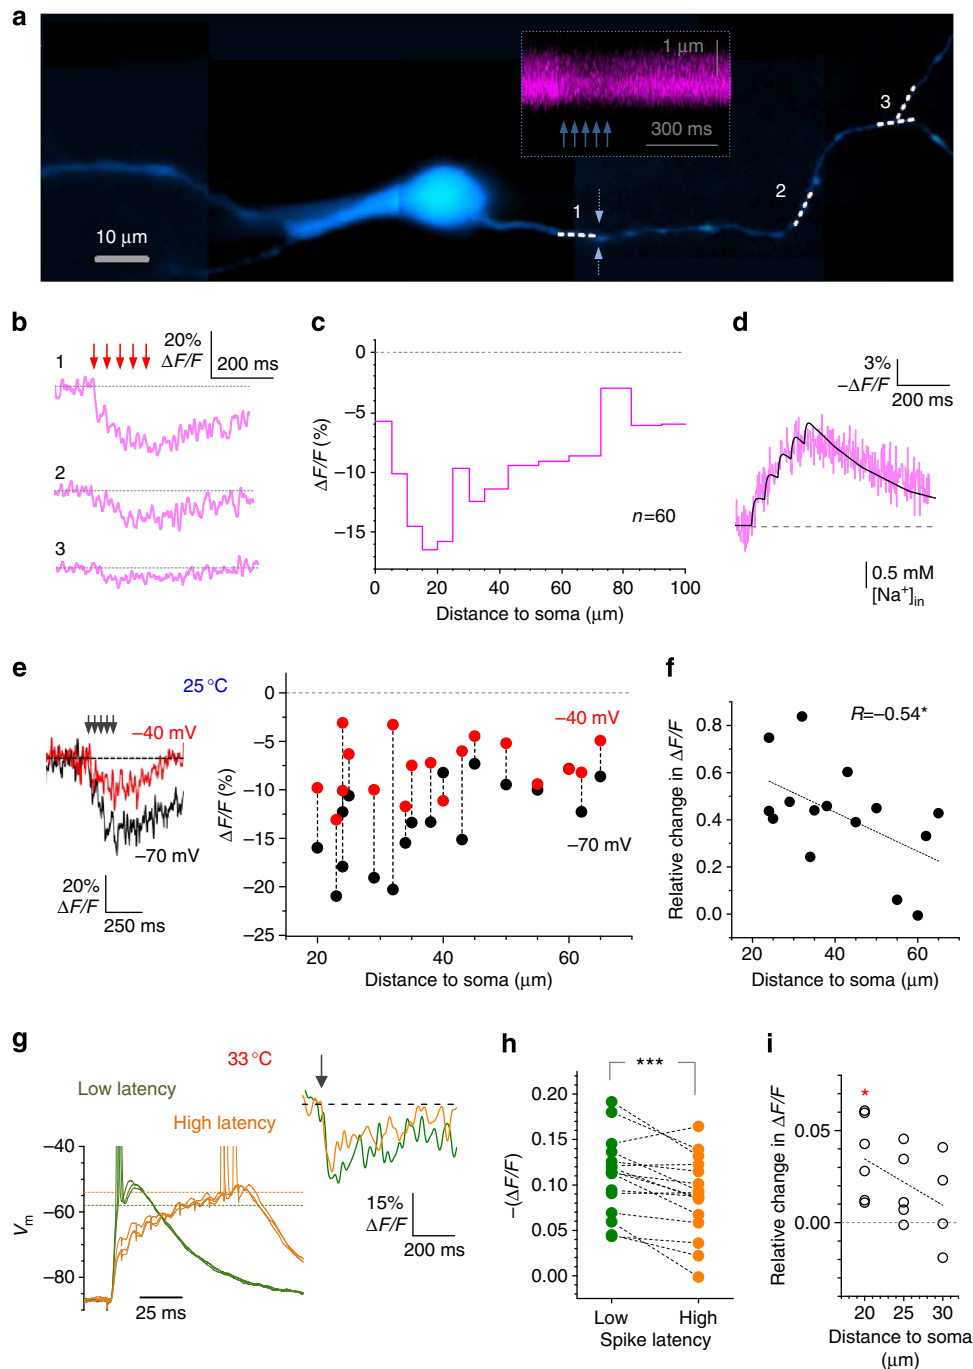 a
1 μm
300 ms
1
2
3
10 μm
b
20%
ΔF/F
200 ms
1
2
3
c
0
−5
−10
−15
ΔF/F (%)
n=60
0
20
40
60
80
100
Distance to soma (μm)
d
3%
−ΔF/F
200 ms
0.5 mM
[Na⁺]in
e
25 °C
−40 mV
−70 mV
20%
ΔF/F
250 ms
0
−5
−10
−15
−20
−25
ΔF/F (%)
−40 mV
−70 mV
20
40
60
Distance to soma (μm)
f
R=−0.54*
0.8
0.6
0.4
0.2
0.0
Relative change in ΔF/F
20
30
40
50
60
Distance to soma (μm)
g
33 °C
Low latency
High latency
−40
−60
−80
Vm
25 ms
15%
ΔF/F
200 ms
h
***
0.20
0.15
0.10
0.05
0.00
−(ΔF/F)
Low
High
Spike latency
i
*
0.05
0.00
Relative change in ΔF/F
20
25
30
Distance to soma
(μm)